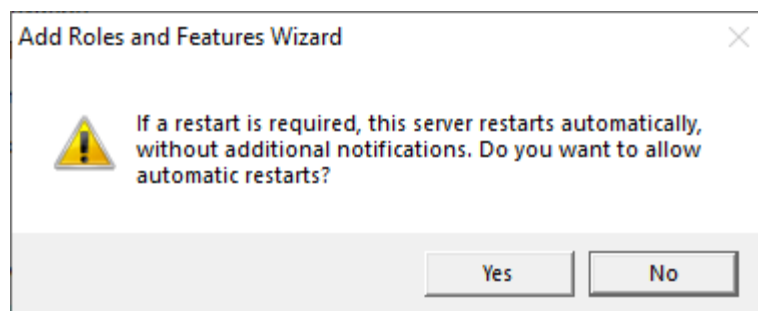 Add Roles and Features Wizard
If a restart is required, this server restarts automatically,
without additional notifications. Do you want to allow
automatic restarts?
Yes
No